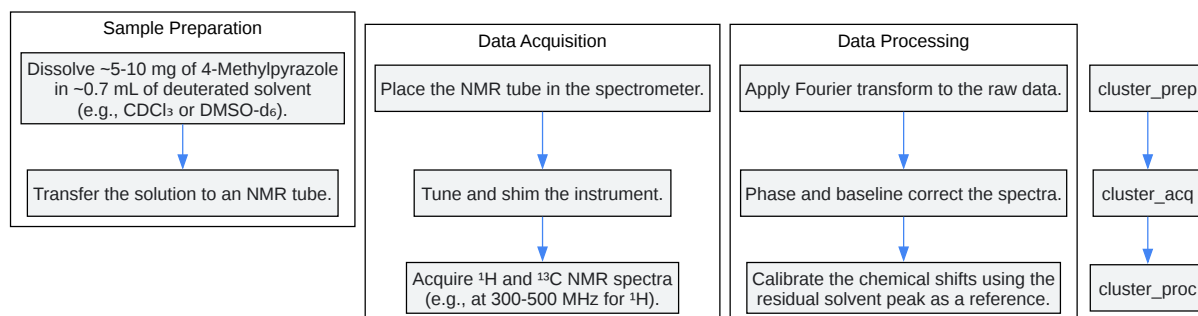 Sample Preparation
Dissolve ~5-10 mg of 4-Methylpyrazole
in ~0.7 mL of deuterated solvent
(e.g., CDCl₃ or DMSO-d₆).
Transfer the solution to an NMR tube.
Data Acquisition
Place the NMR tube in the spectrometer.
Tune and shim the instrument.
Acquire ¹H and ¹³C NMR spectra
(e.g., at 300-500 MHz for ¹H).
Data Processing
Apply Fourier transform to the raw data.
Phase and baseline correct the spectra.
Calibrate the chemical shifts using the
residual solvent peak as a reference.
cluster_prep
cluster_acq
cluster_proc